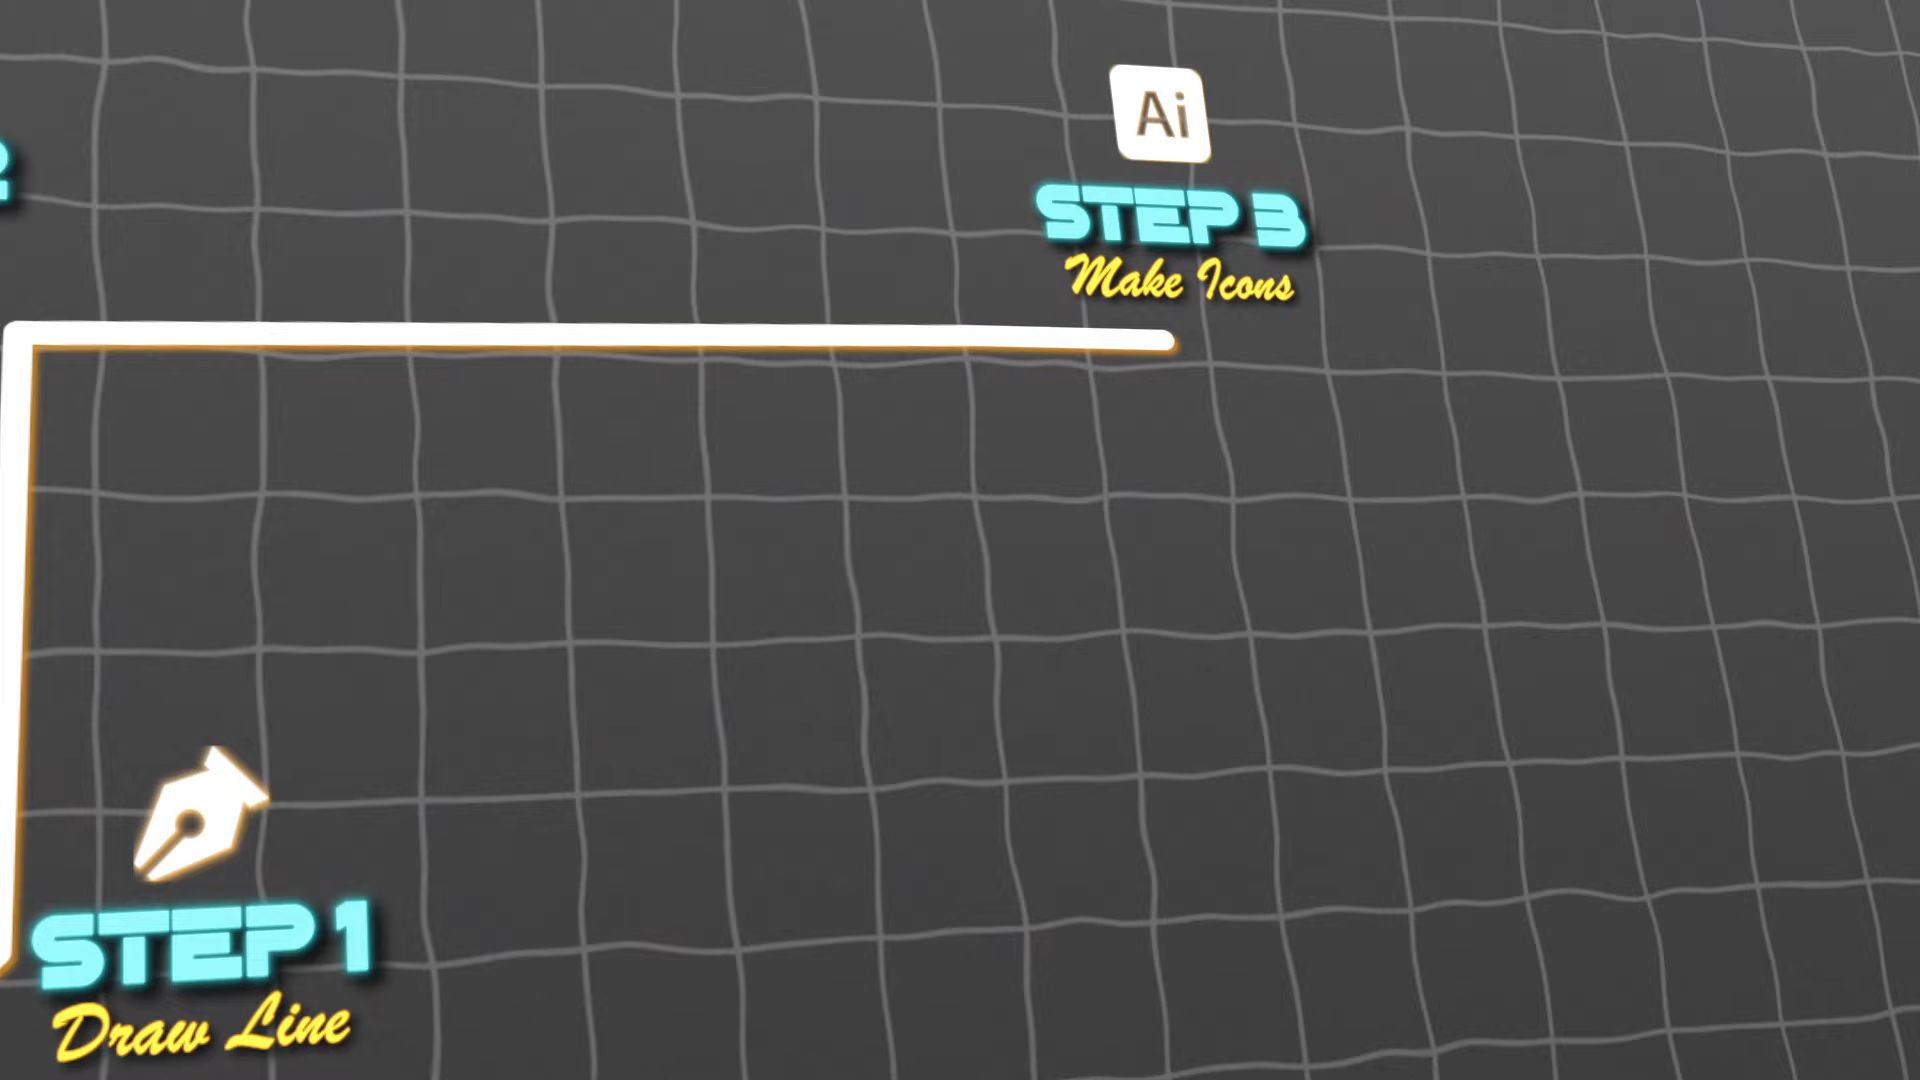 Ai
STEP 3
Make Icons
STEP 1
Draw Line